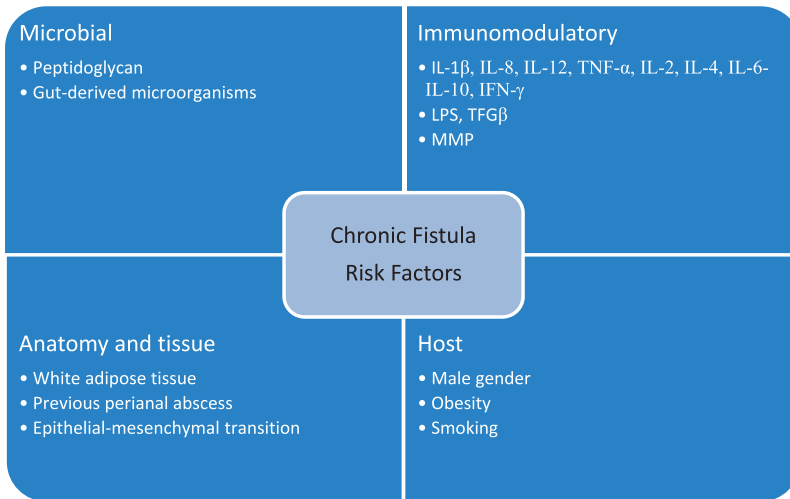 Microbial
• Peptidoglycan
• Gut-derived microorganisms
Immunomodulatory
• IL-1β, IL-8, IL-12, TNF-α, IL-2, IL-4, IL-6-
IL-10, IFN-γ
• LPS, TFGβ
• MMP
Chronic Fistula
Risk Factors
Anatomy and tissue
• White adipose tissue
• Previous perianal abscess
• Epithelial-mesenchymal transition
Host
• Male gender
• Obesity
• Smoking